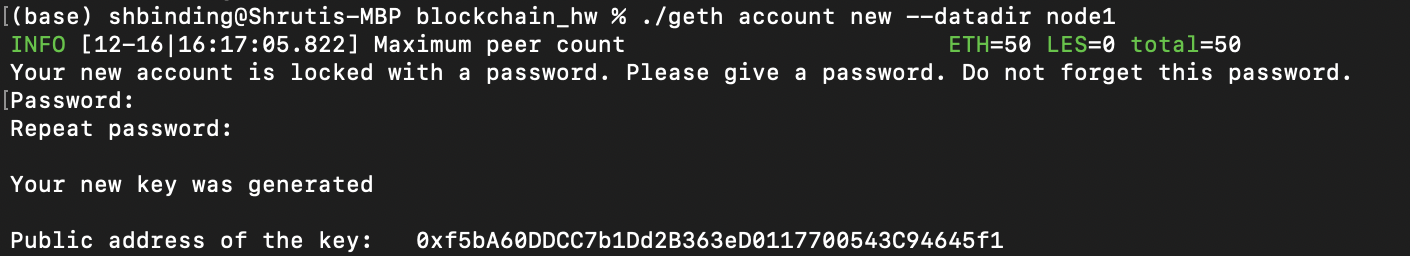 [(base) shbinding@Shrutis-MBP blockchain_hw % ./geth account new --datadir node1
INFO [12-16|16:17:05.822] Maximum peer count ETH=50 LES=0 total=50
Your new account is locked with a password. Please give a password. Do not forget this password.
[Password:
Repeat password:
Your new key was generated
Public address of the key: 0xf5bA60DDCC7b1Dd2B363eD0117700543C94645f1